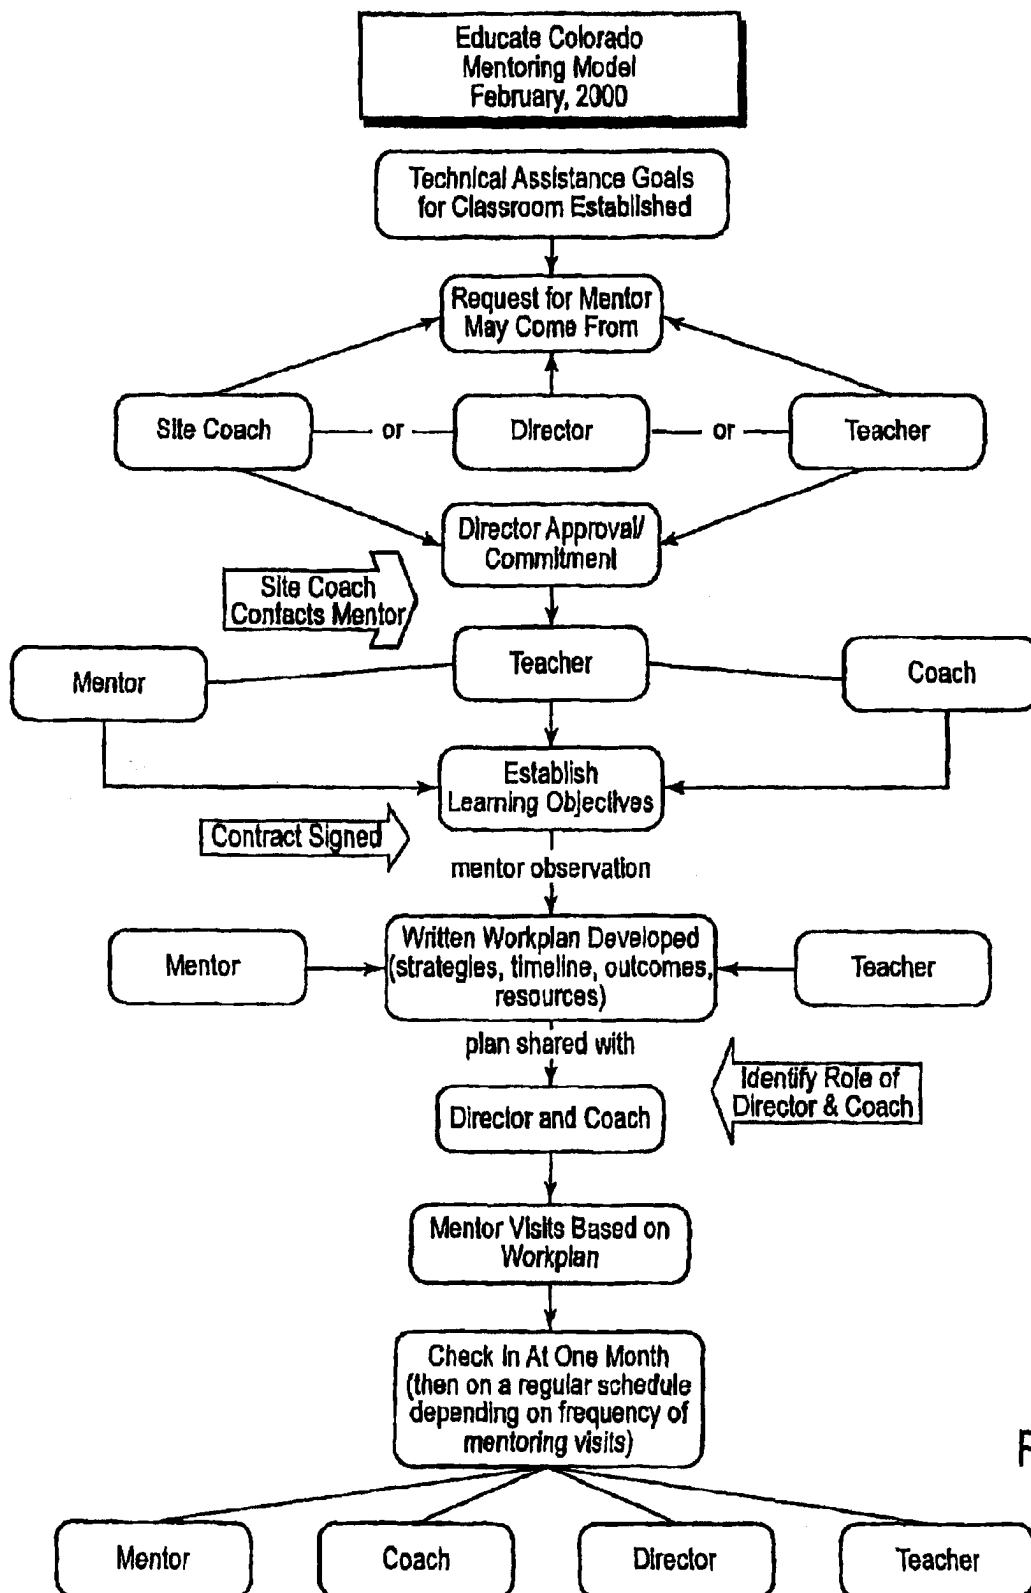 Educate Colorado
Mentoring Model
February, 2000
Technical Assistance Goals
for Classroom Established
Request for Mentor
May Come From
Site Coach
or
Director
or
Teacher
Director Approval/
Commitment
Site Coach
Contacts Mentor
Mentor
Teacher
Coach
Establish
Learning Objectives
Contract Signed
mentor observation
Mentor
Written Workplan Developed
(strategies, timeline, outcomes,
resources)
Teacher
plan shared with
Identify Role of
Director & Coach
Director and Coach
Mentor Visits Based on
Workplan
Check In At One Month
(then on a regular schedule
depending on frequency of
mentoring visits)
Mentor
Coach
Director
Teacher